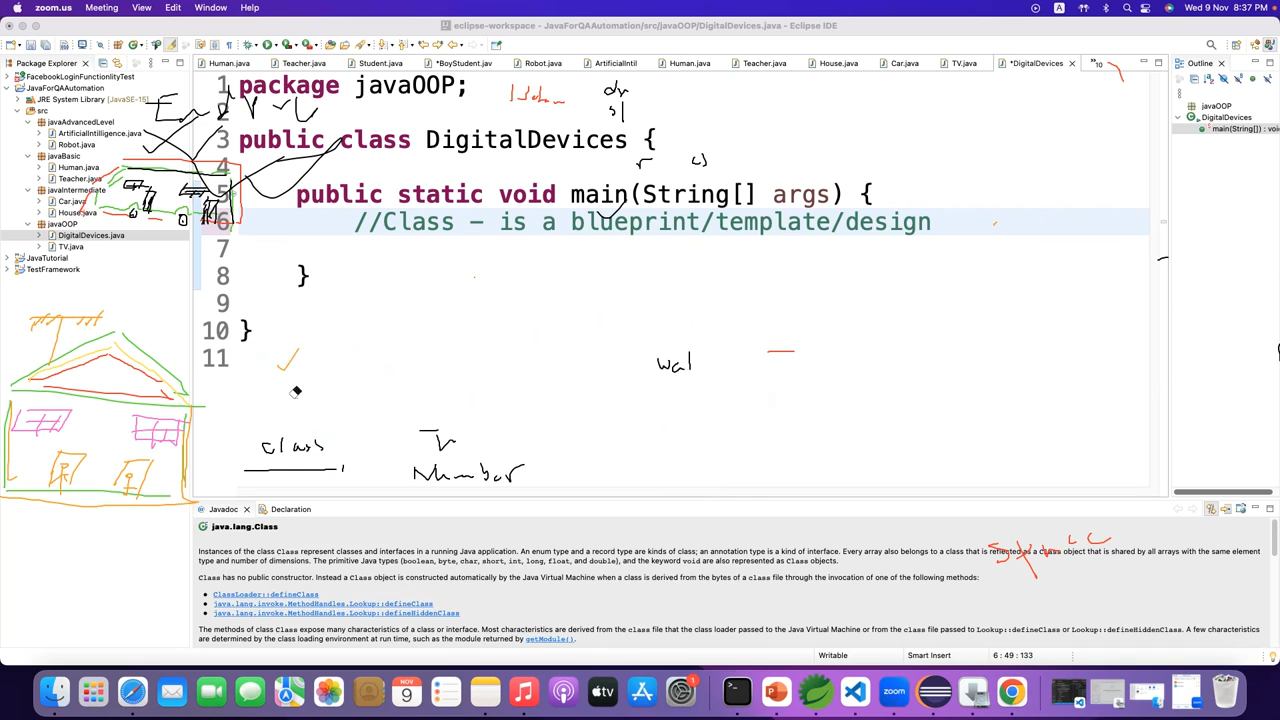 zoom.us Meeting View Edit Window Help
Wed 9 Nov 8:37 PM
eclipse-workspace - JavaForQAAutomation/src/javaOOP/DigitalDevices.java - Eclipse IDE
Package Explorer
Human.java Teacher.java Student.java *BoyStudent.jav Robot.java ArtificialIntil Human.java Teacher.java House.java Car.java TV.java *DigitalDevices 10
Outline
FacebookLoginFunctionlityTest
JavaForQAAutomation
JRE System Library [JavaSE-15]
src
javaAdvancedLevel
ArtificialIntilligence.java
Robot.java
javaBasic
Human.java
Teacher.java
javaIntermediate
Car.java
House.java
javaOOP
DigitalDevices.java
TV.java
JavaTutorial
TestFramework
1 package javaOOP;
2
3 public class DigitalDevices {
4
5 public static void main(String[] args) {
6 //Class - is a blueprint/template/design
7
8 }
9
10 }
11
wal
class
Tv
Number
javaOOP
DigitalDevices
main(String[]) : void
Javadoc Declaration
java.lang.Class
Instances of the class Class represent classes and interfaces in a running Java application. An enum type and a record type are kinds of class; an annotation type is a kind of interface. Every array also belongs to a class that is reflected as a Class object that is shared by all arrays with the same element
type and number of dimensions. The primitive Java types (boolean, byte, char, short, int, long, float, and double), and the keyword void are also represented as Class objects.
Class has no public constructor. Instead a Class object is constructed automatically by the Java Virtual Machine when a class is derived from the bytes of a class file through the invocation of one of the following methods:
ClassLoader::defineClass
java.lang.invoke.MethodHandles.Lookup::defineClass
java.lang.invoke.MethodHandles.Lookup::defineHiddenClass
The methods of class Class expose many characteristics of a class or interface. Most characteristics are derived from the class file that the class loader passed to the Java Virtual Machine or from the class file passed to Lookup::defineClass or Lookup::defineHiddenClass. A few characteristics
are determined by the class loading environment at run time, such as the module returned by getModule().
Writable Smart Insert 6 : 49 : 133
NOV
9
tv
zoom
1